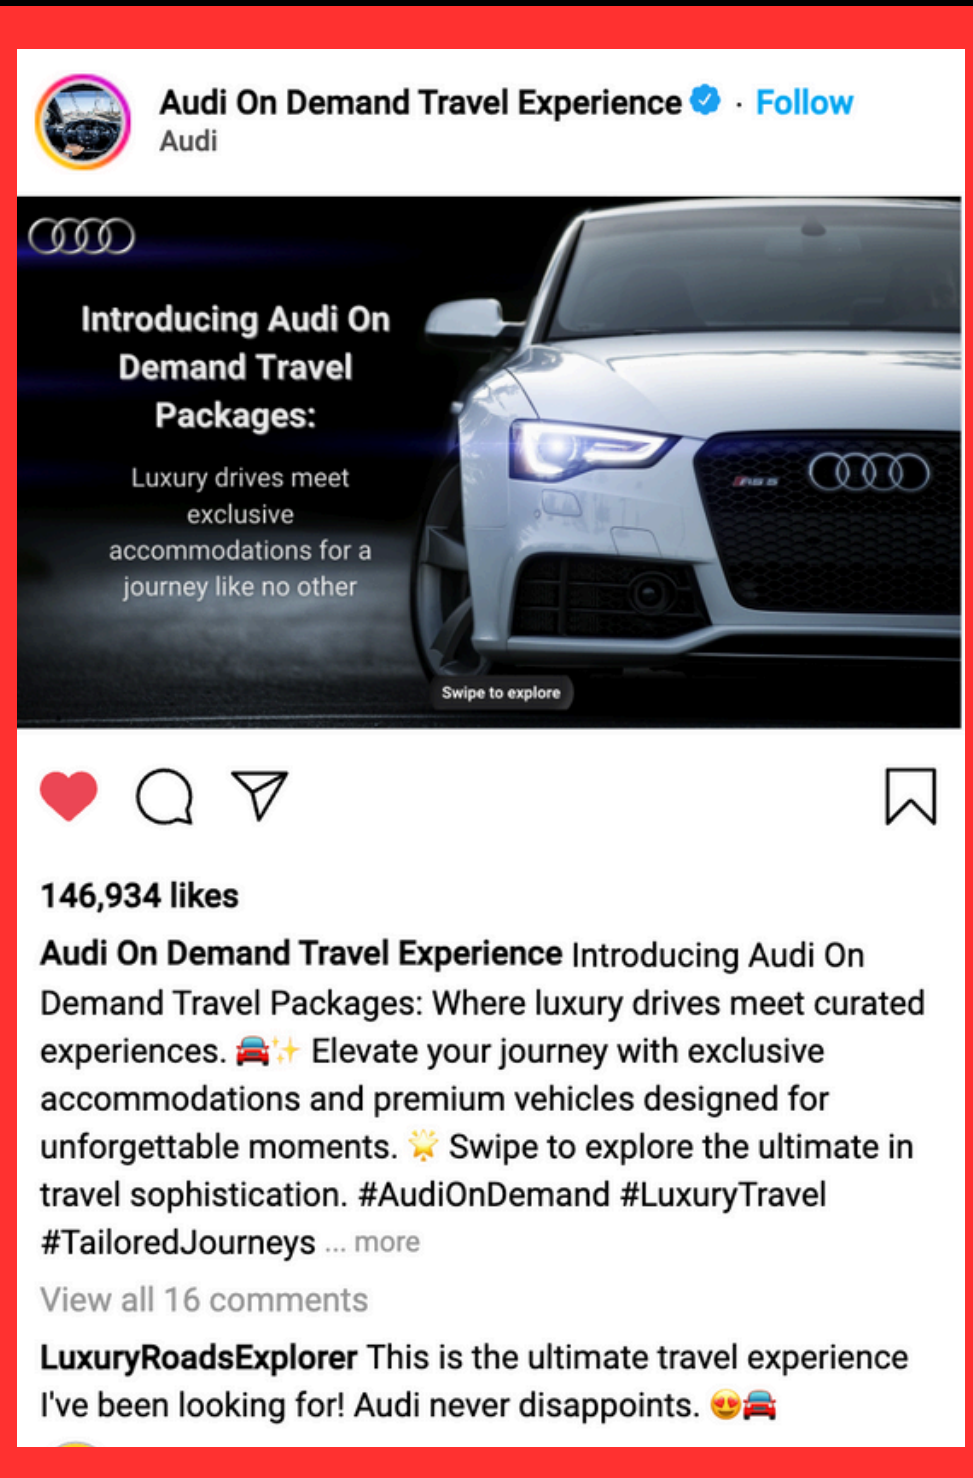 Audi On Demand Travel Experience · Follow
Audi
Introducing Audi On
Demand Travel
Packages:
Luxury drives meet
exclusive
accommodations for a
journey like no other
RS 5
Swipe to explore
146,934 likes
Audi On Demand Travel Experience Introducing Audi On
Demand Travel Packages: Where luxury drives meet curated
experiences. 🚘✨ Elevate your journey with exclusive
accommodations and premium vehicles designed for
unforgettable moments. 🌟 Swipe to explore the ultimate in
travel sophistication. #AudiOnDemand #LuxuryTravel
#TailoredJourneys ... more
View all 16 comments
LuxuryRoadsExplorer This is the ultimate travel experience
I've been looking for! Audi never disappoints. 😍🚘